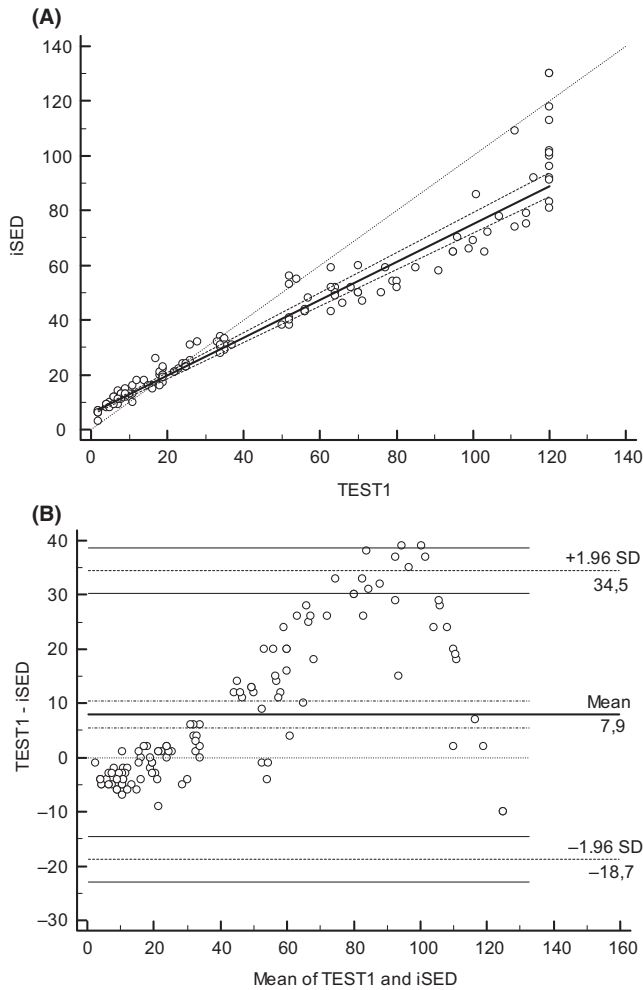 (A)
140
120
100
80
60
40
20
0
iSED
0 20 40 60 80 100 120 140
TEST1
(B)
40
30
20
10
0
–10
–20
–30
TEST1 - iSED
+1.96 SD
34,5
Mean
7,9
–1.96 SD
–18,7
0 20 40 60 80 100 120 140 160
Mean of TEST1 and iSED